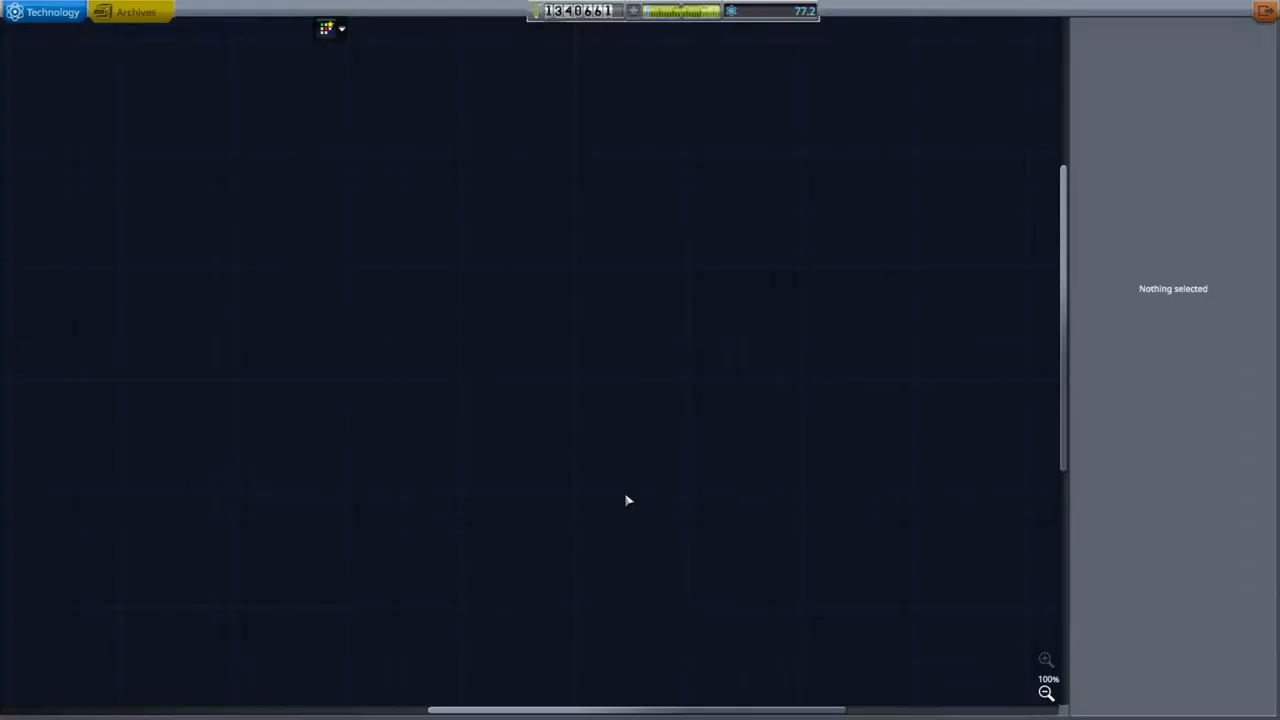 Technology
Archives
1340661
77.2
Nothing selected
100%